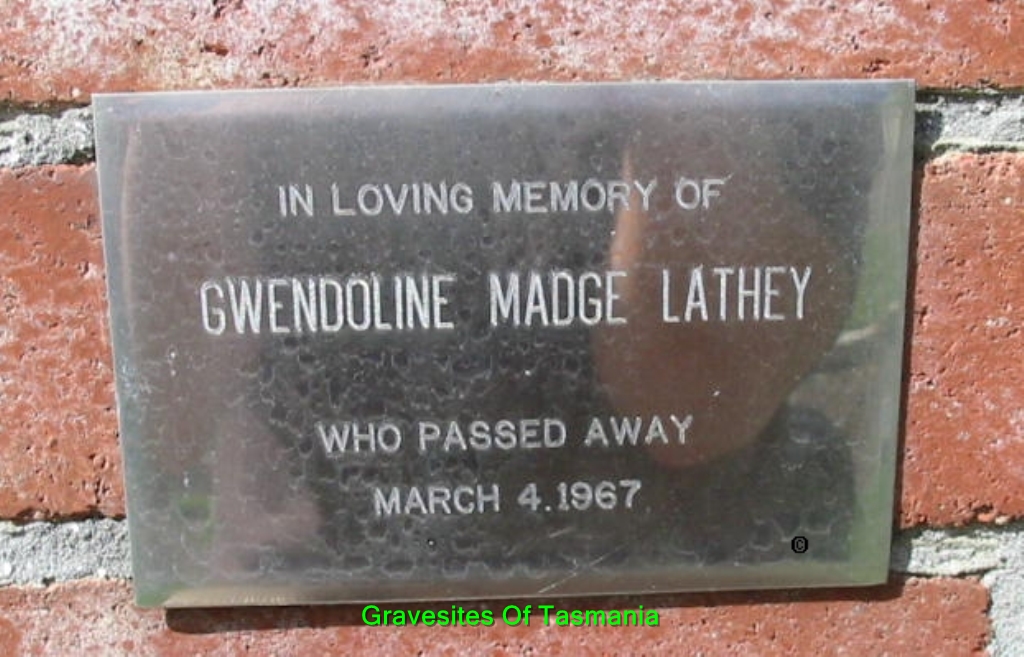 IN LOVING MEMORY OF
GWENDOLINE MADGE LATHEY
WHO PASSED AWAY
MARCH 4.1967
©
Gravesites Of Tasmania